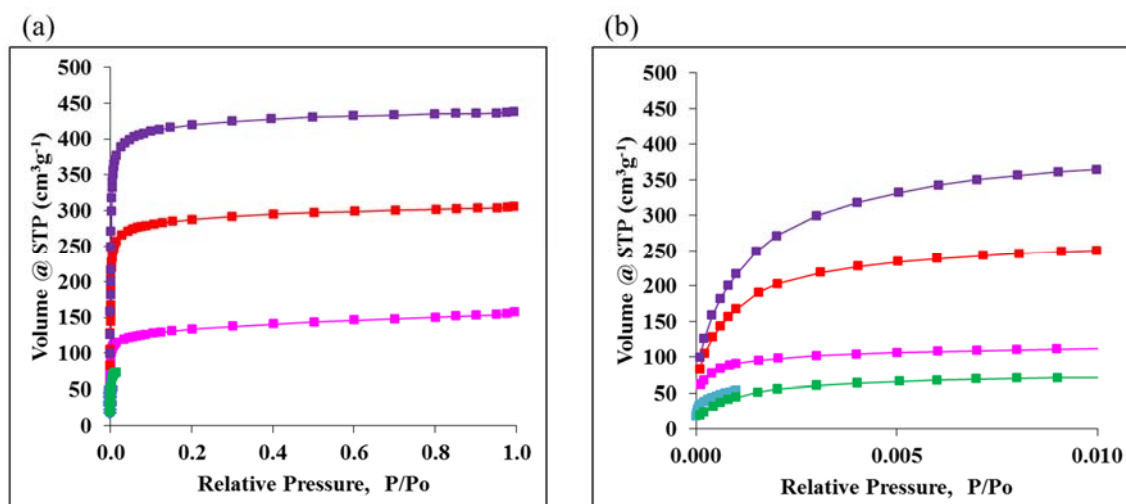 (a)
500
450
400
350
300
250
200
150
100
50
0
Volume @ STP (cm³g⁻¹)
0.0 0.2 0.4 0.6 0.8 1.0
Relative Pressure, P/Po
(b)
500
450
400
350
300
250
200
150
100
50
0
Volume @ STP (cm³g⁻¹)
0.000 0.005 0.010
Relative Pressure, P/Po